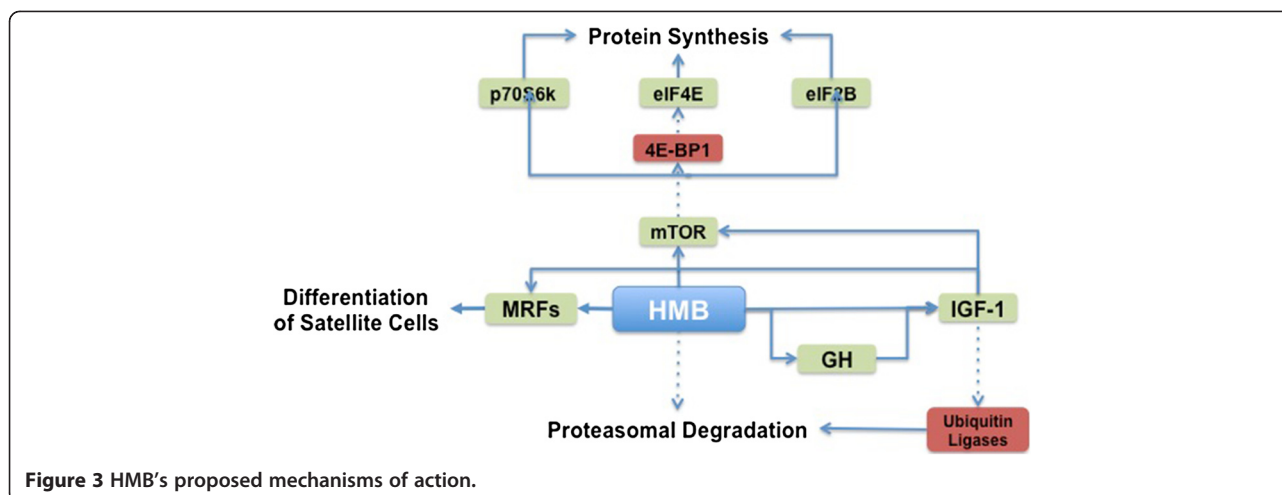 Protein Synthesis
p70S6k
eIF4E
eIF2B
4E-BP1
mTOR
Differentiation
of Satellite Cells
MRFs
HMB
IGF-1
GH
Proteasomal Degradation
Ubiquitin
Ligases
Figure 3 HMB's proposed mechanisms of action.